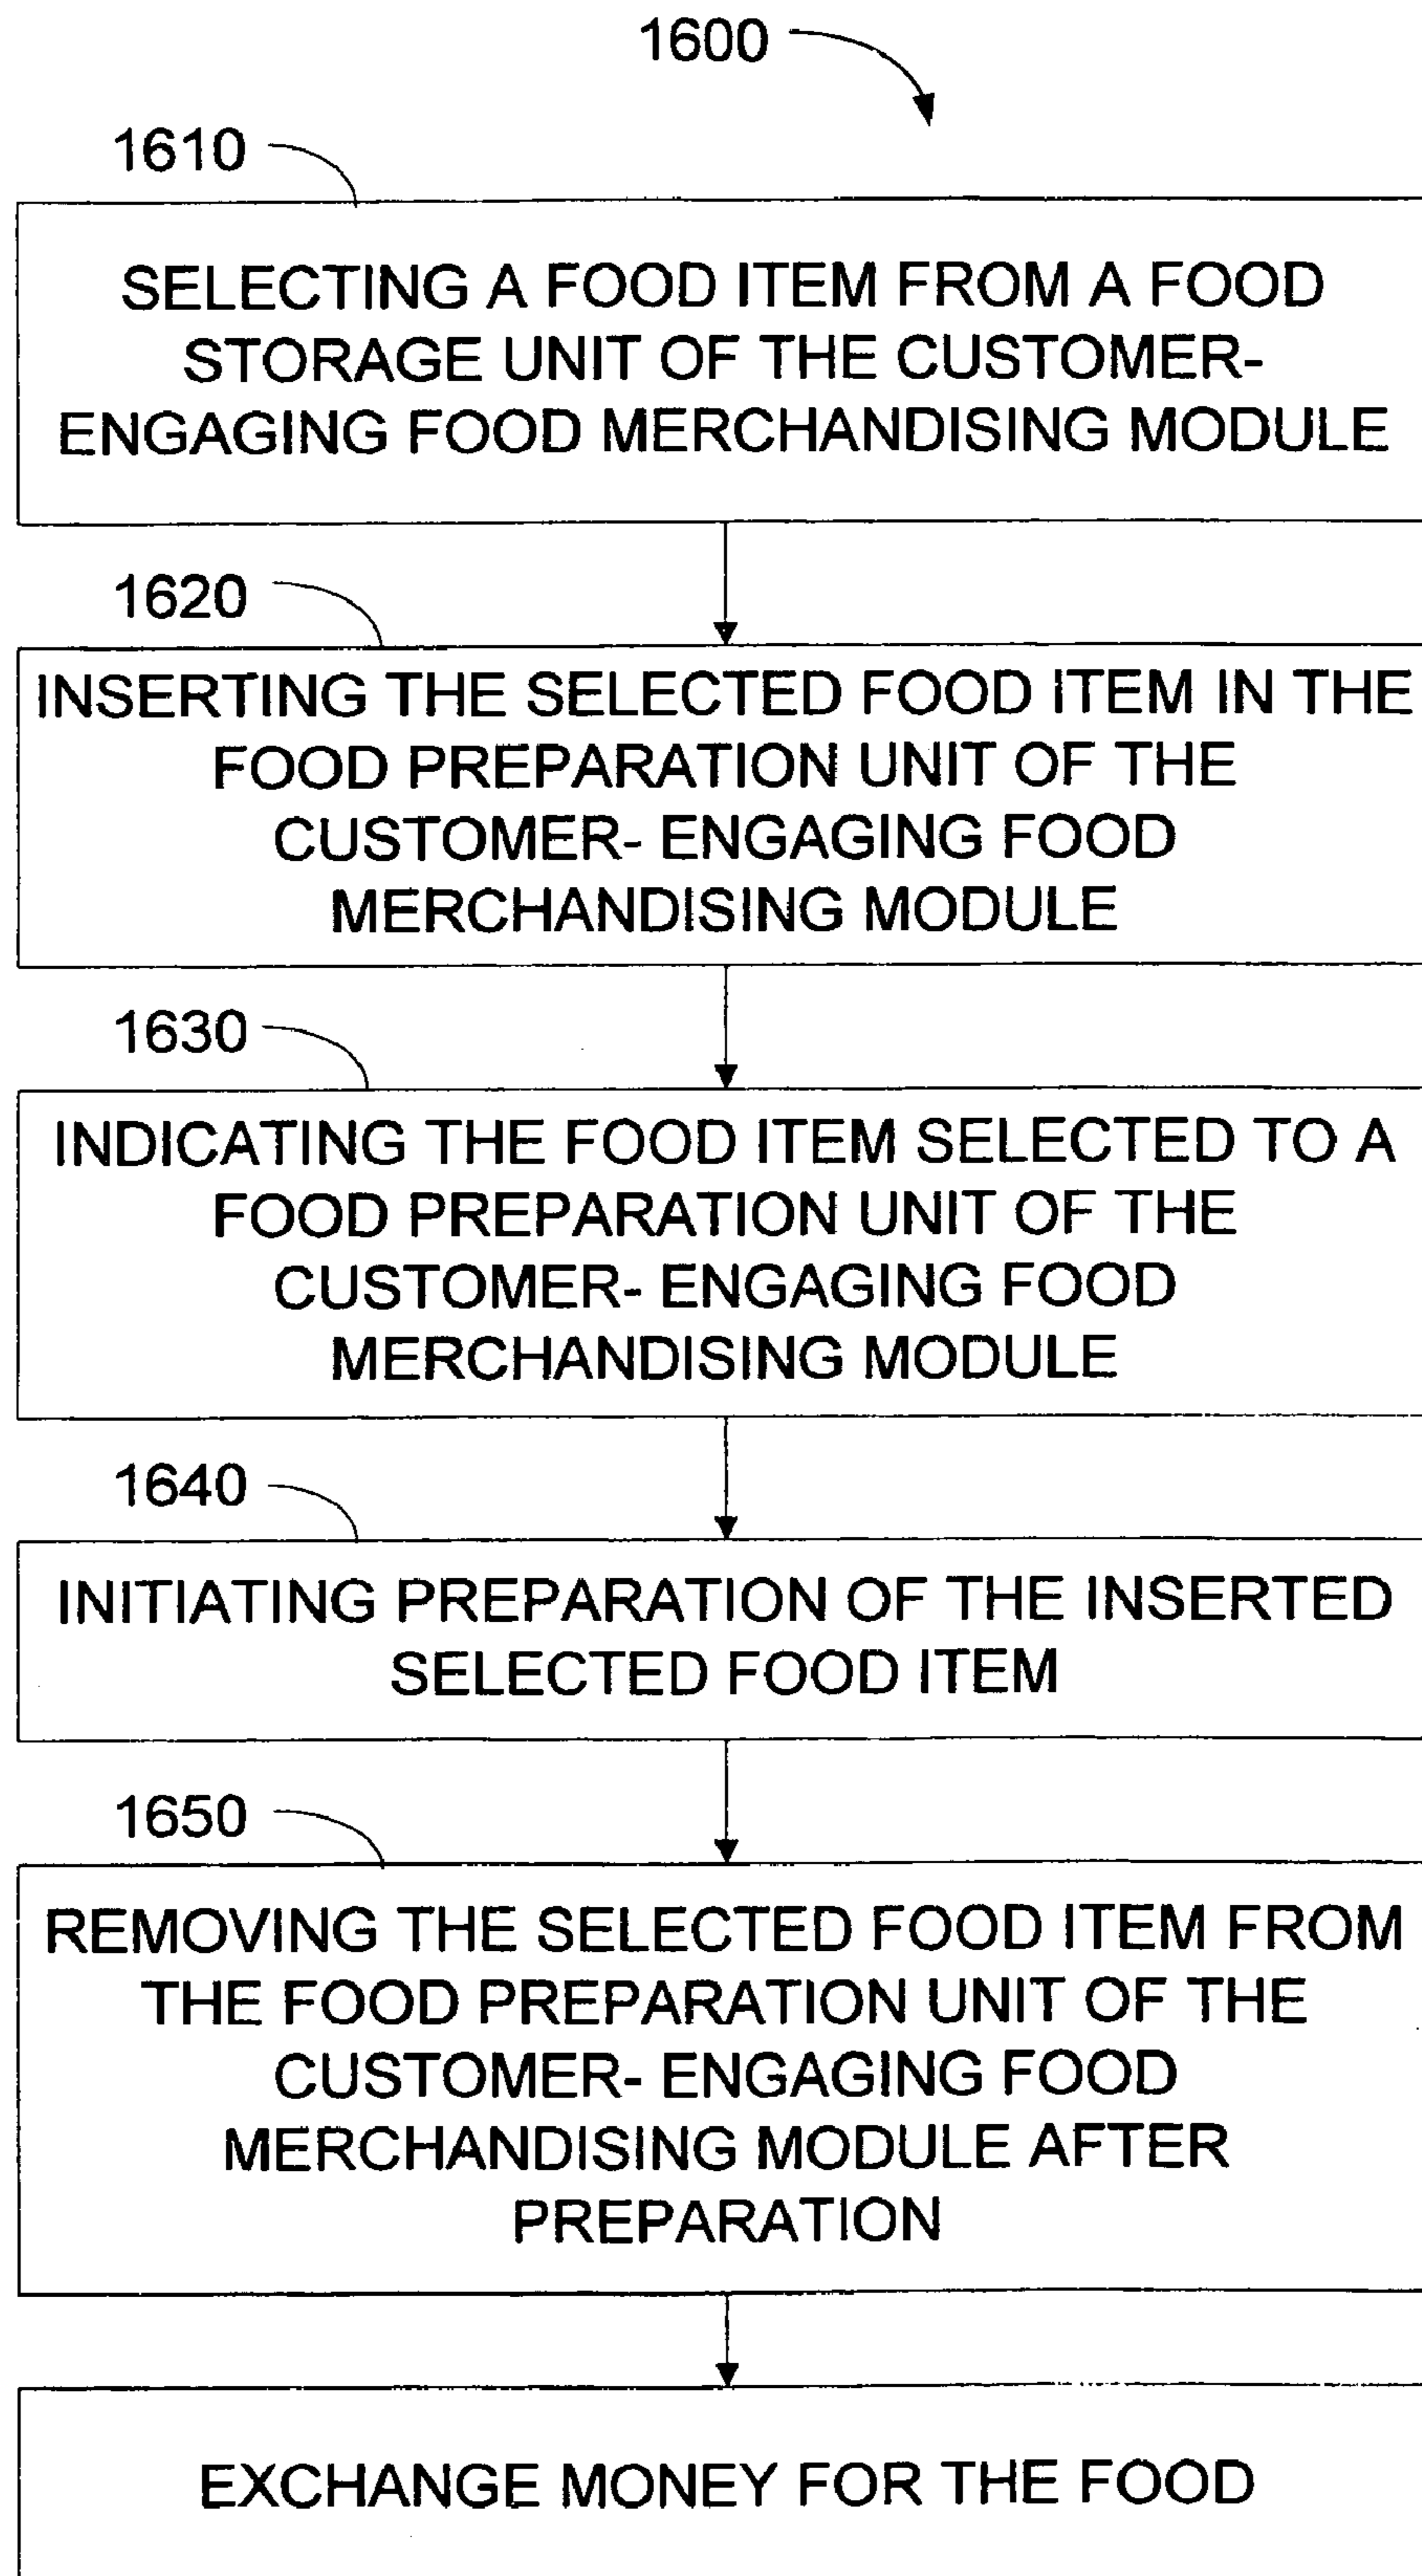 1600
1610
SELECTING A FOOD ITEM FROM A FOOD
STORAGE UNIT OF THE CUSTOMER-
ENGAGING FOOD MERCHANDISING MODULE
1620
INSERTING THE SELECTED FOOD ITEM IN THE
FOOD PREPARATION UNIT OF THE
CUSTOMER- ENGAGING FOOD
MERCHANDISING MODULE
1630
INDICATING THE FOOD ITEM SELECTED TO A
FOOD PREPARATION UNIT OF THE
CUSTOMER- ENGAGING FOOD
MERCHANDISING MODULE
1640
INITIATING PREPARATION OF THE INSERTED
SELECTED FOOD ITEM
1650
REMOVING THE SELECTED FOOD ITEM FROM
THE FOOD PREPARATION UNIT OF THE
CUSTOMER- ENGAGING FOOD
MERCHANDISING MODULE AFTER
PREPARATION
EXCHANGE MONEY FOR THE FOOD